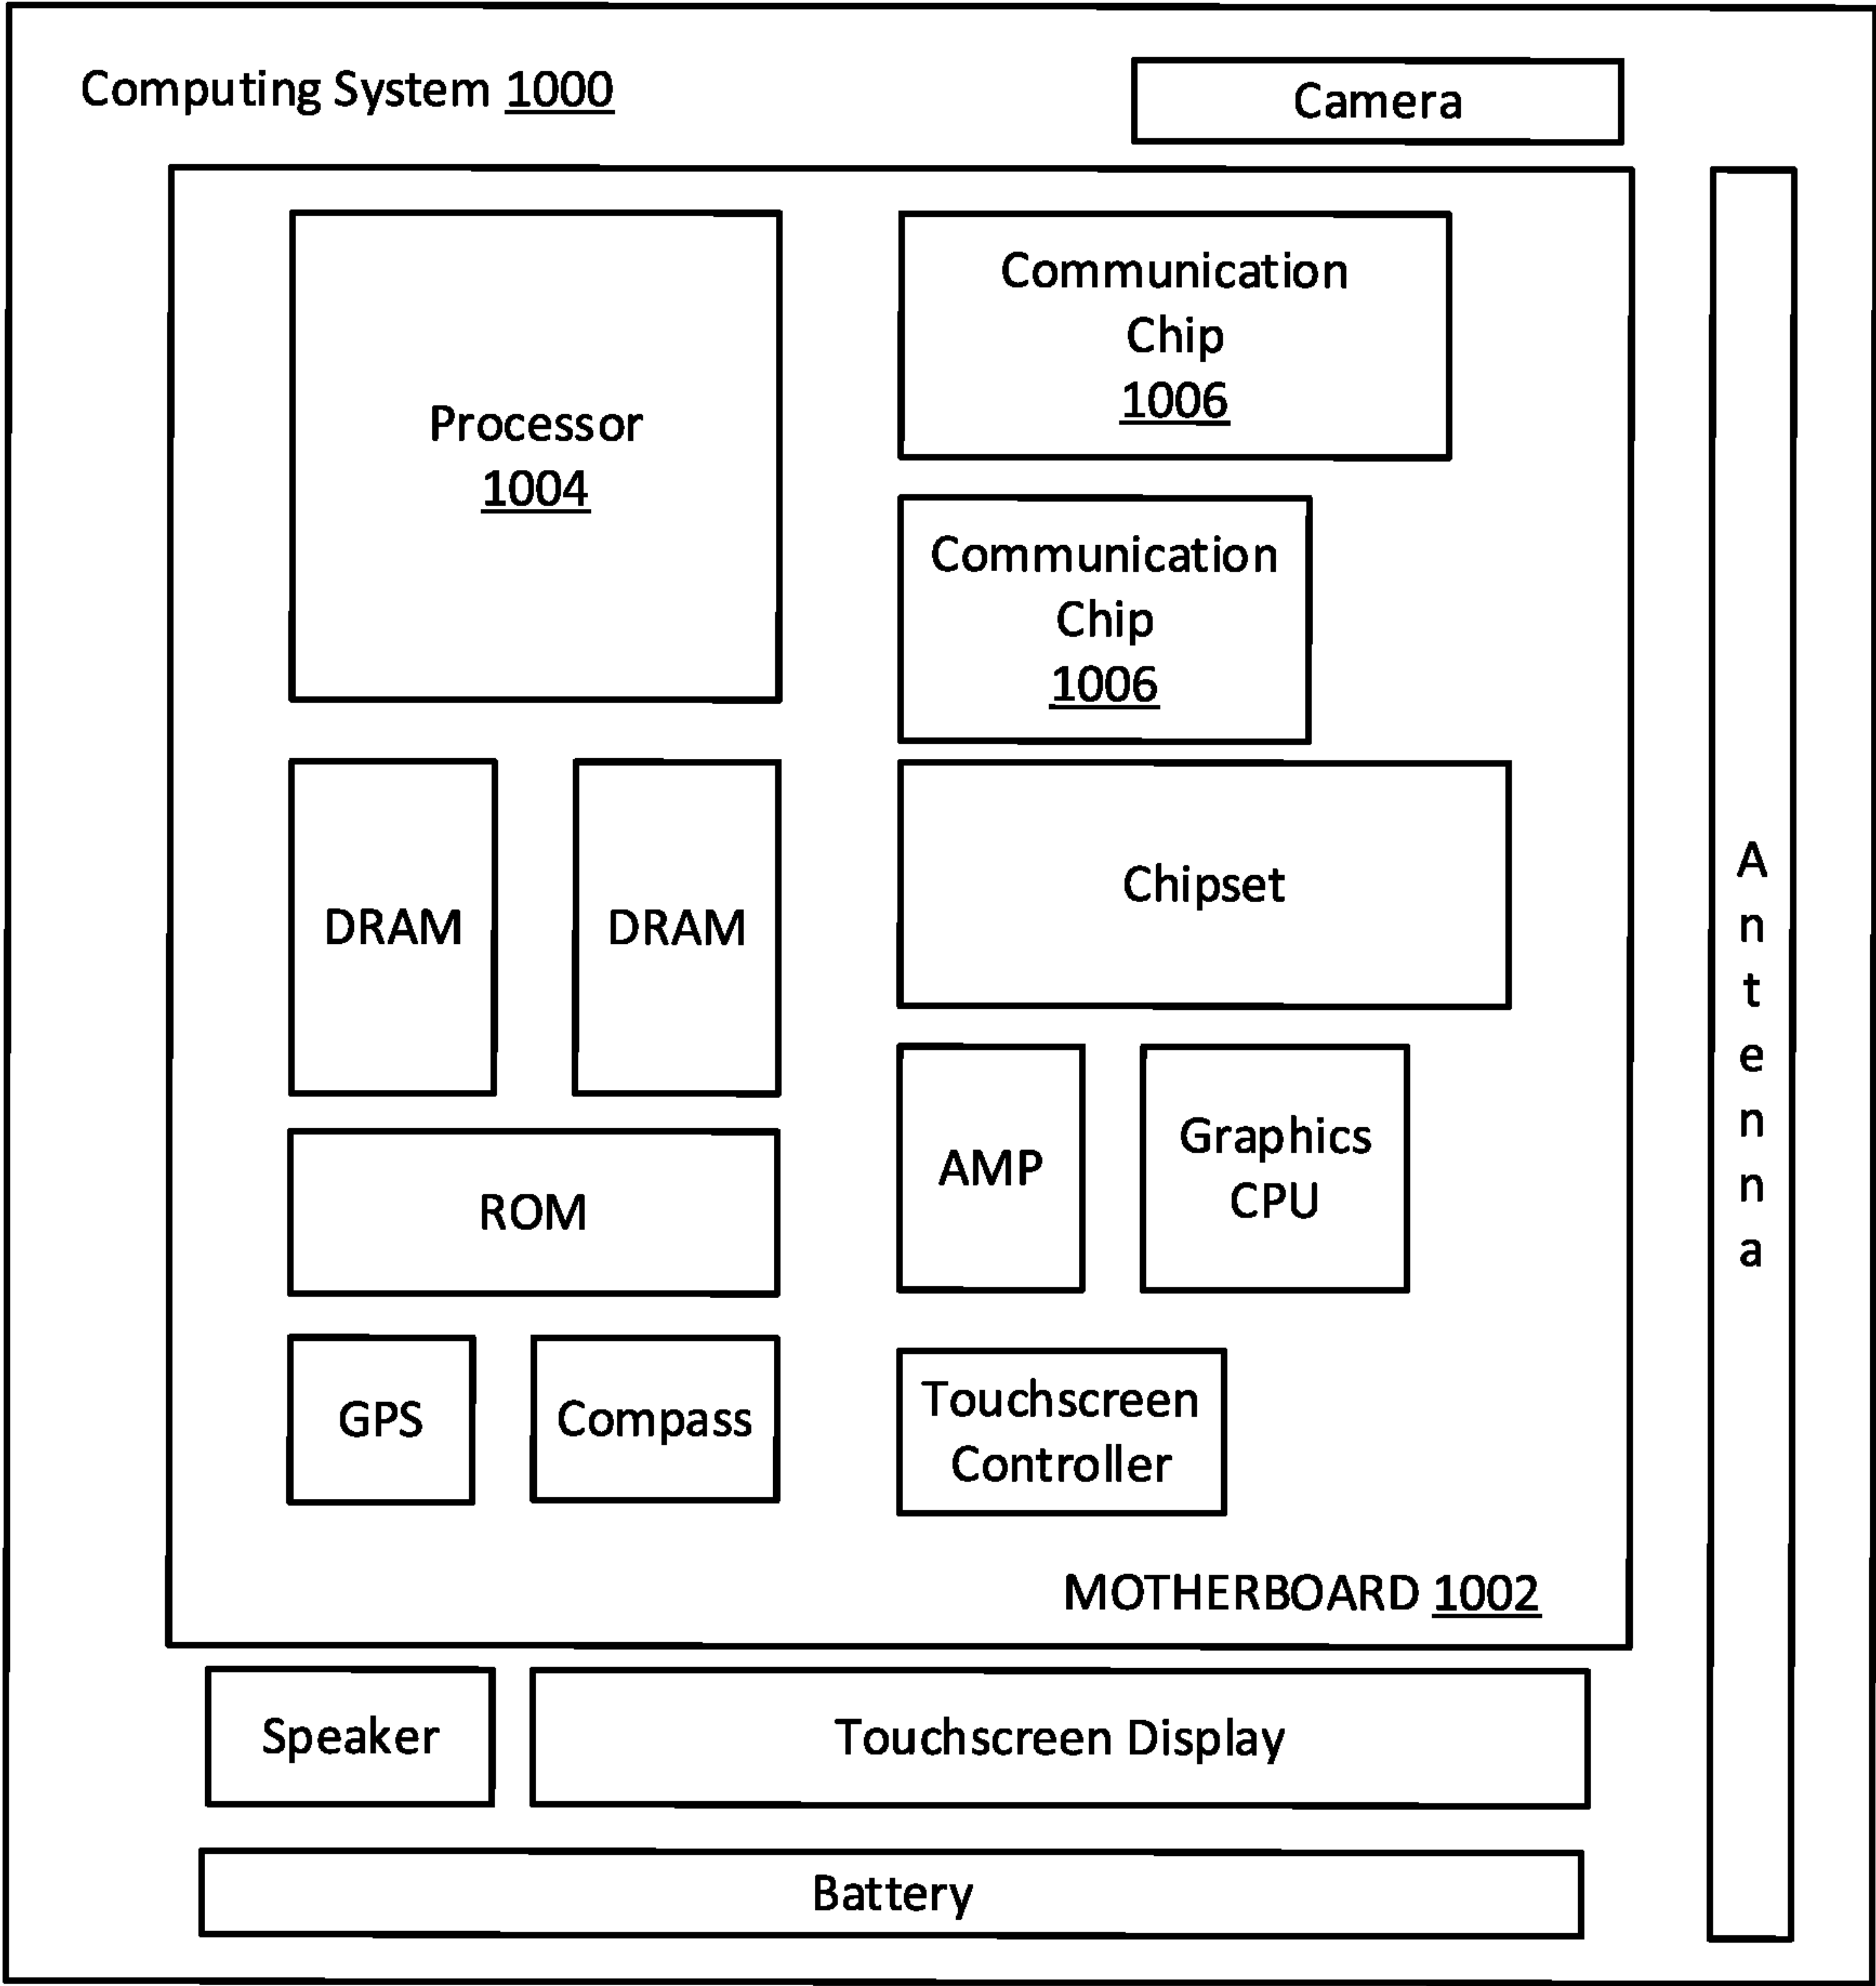 Computing System 1000
Camera
Processor
1004
Communication
Chip
1006
Communication
Chip
1006
DRAM
DRAM
Chipset
ROM
AMP
Graphics
CPU
GPS
Compass
Touchscreen
Controller
MOTHERBOARD 1002
Antenna
Speaker
Touchscreen Display
Battery